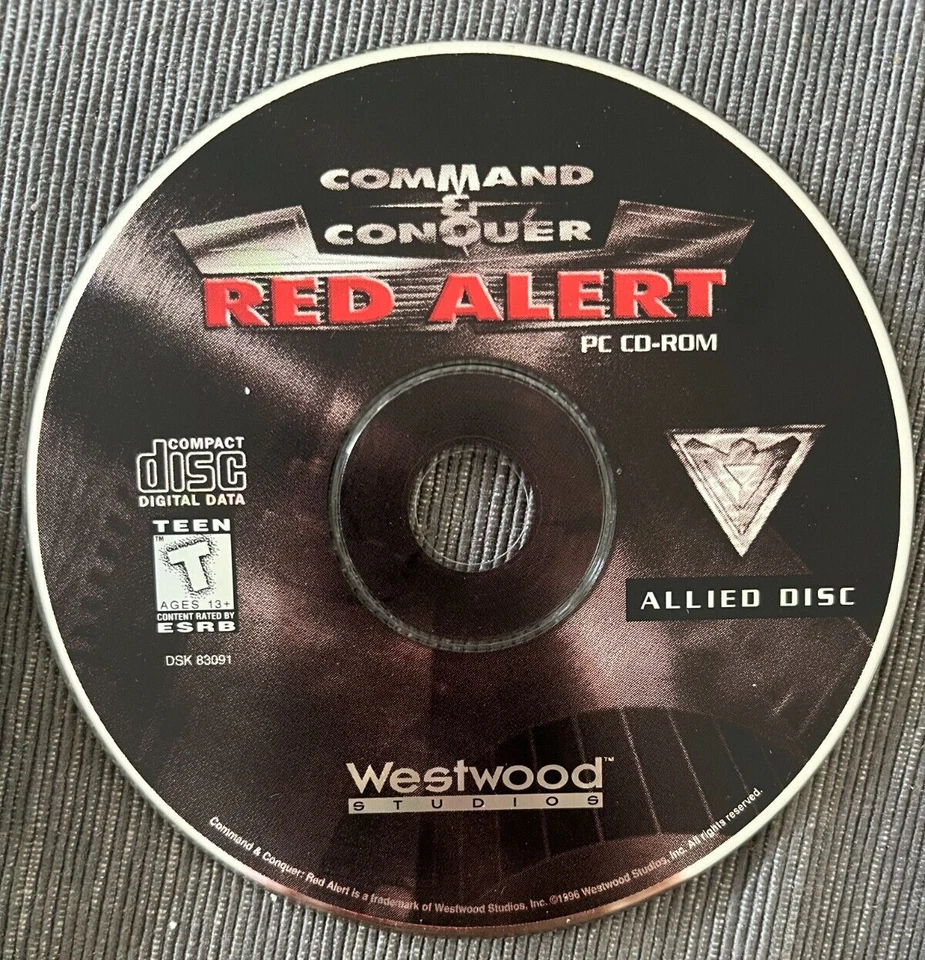 COMMAND
&
CONQUER
RED ALERT
PC CD-ROM
COMPACT
disc
DIGITAL DATA
TEEN
™
T
AGES 13+
CONTENT RATED BY
ESRB
DSK 83091
ALLIED DISC
Westwood™
STUDIOS
Command & Conquer: Red Alert is a trademark of Westwood Studios, Inc. ©1996 Westwood Studios, Inc. All rights reserved.